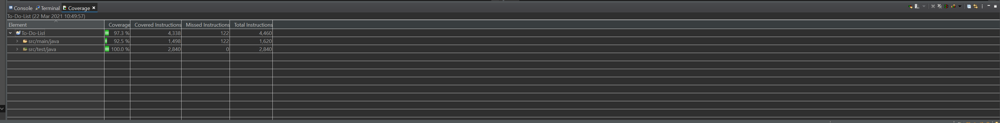 Console Terminal Coverage
To-Do-List (22 Mar 2021 10:49:57)
Element Coverage Covered Instructions Missed Instructions Total Instructions
To-Do-List 97.3 % 4,338 122 4,460
src/main/java 92.5 % 1,498 122 1,620
src/test/java 100.0 % 2,840 0 2,840